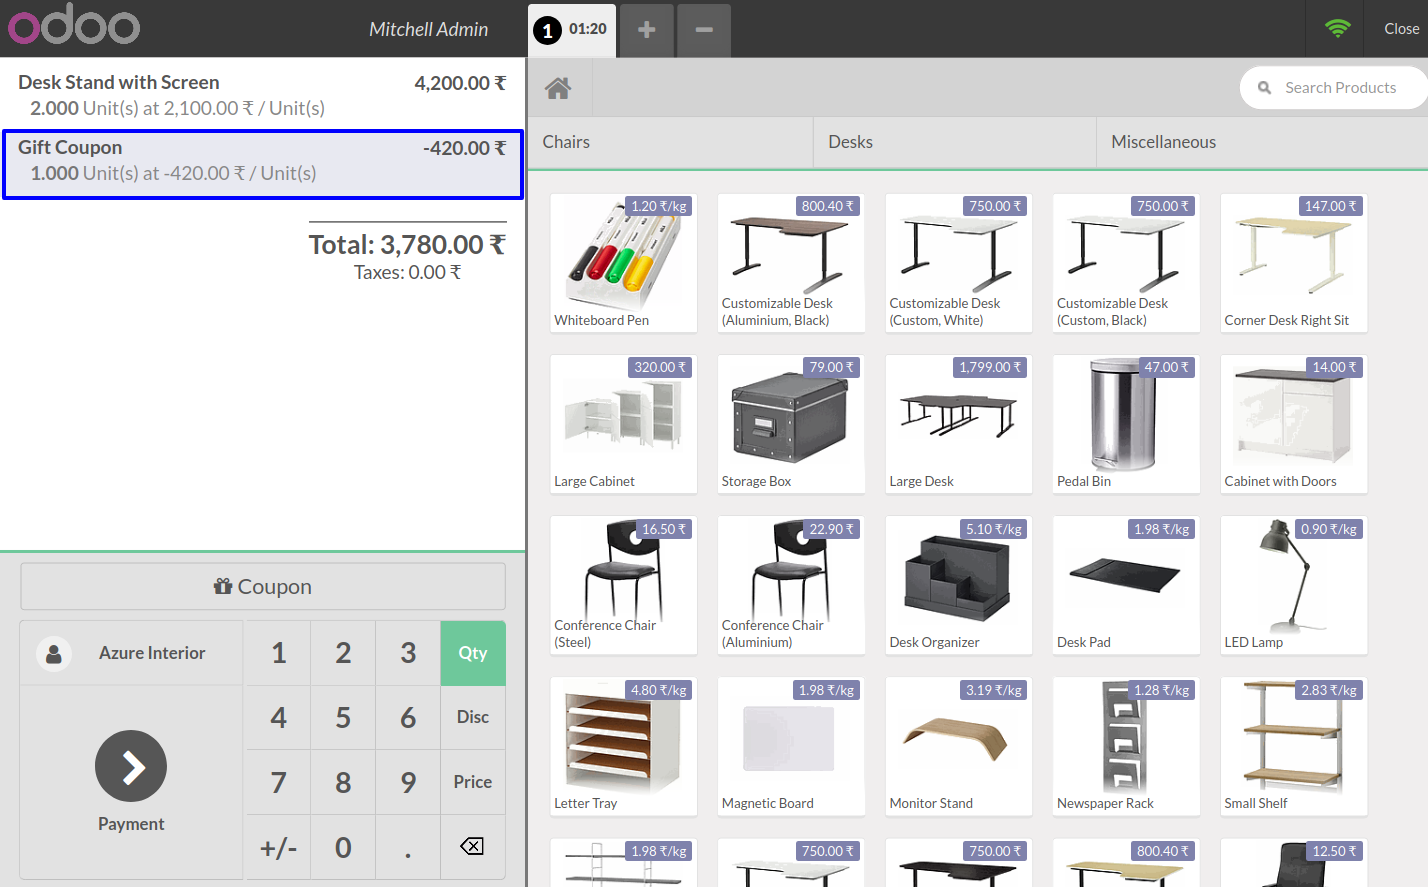 odoo
Mitchell Admin
1 01:20
Close
Desk Stand with Screen 4,200.00 ₹
2.000 Unit(s) at 2,100.00 ₹ / Unit(s)
Gift Coupon -420.00 ₹
1.000 Unit(s) at -420.00 ₹ / Unit(s)
Total: 3,780.00 ₹
Taxes: 0.00 ₹
Coupon
Azure Interior
Payment
1 2 3 Qty
4 5 6 Disc
7 8 9 Price
+/- 0 .
Search Products
Chairs Desks Miscellaneous
1.20 ₹/kg
Whiteboard Pen
800.40 ₹
Customizable Desk
(Aluminium, Black)
750.00 ₹
Customizable Desk
(Custom, White)
750.00 ₹
Customizable Desk
(Custom, Black)
147.00 ₹
Corner Desk Right Sit
320.00 ₹
Large Cabinet
79.00 ₹
Storage Box
1,799.00 ₹
Large Desk
47.00 ₹
Pedal Bin
14.00 ₹
Cabinet with Doors
16.50 ₹
Conference Chair
(Steel)
22.90 ₹
Conference Chair
(Aluminium)
5.10 ₹/kg
Desk Organizer
1.98 ₹/kg
Desk Pad
0.90 ₹/kg
LED Lamp
4.80 ₹/kg
Letter Tray
1.98 ₹/kg
Magnetic Board
3.19 ₹/kg
Monitor Stand
1.28 ₹/kg
Newspaper Rack
2.83 ₹/kg
Small Shelf
1.98 ₹/kg
750.00 ₹
750.00 ₹
800.40 ₹
12.50 ₹